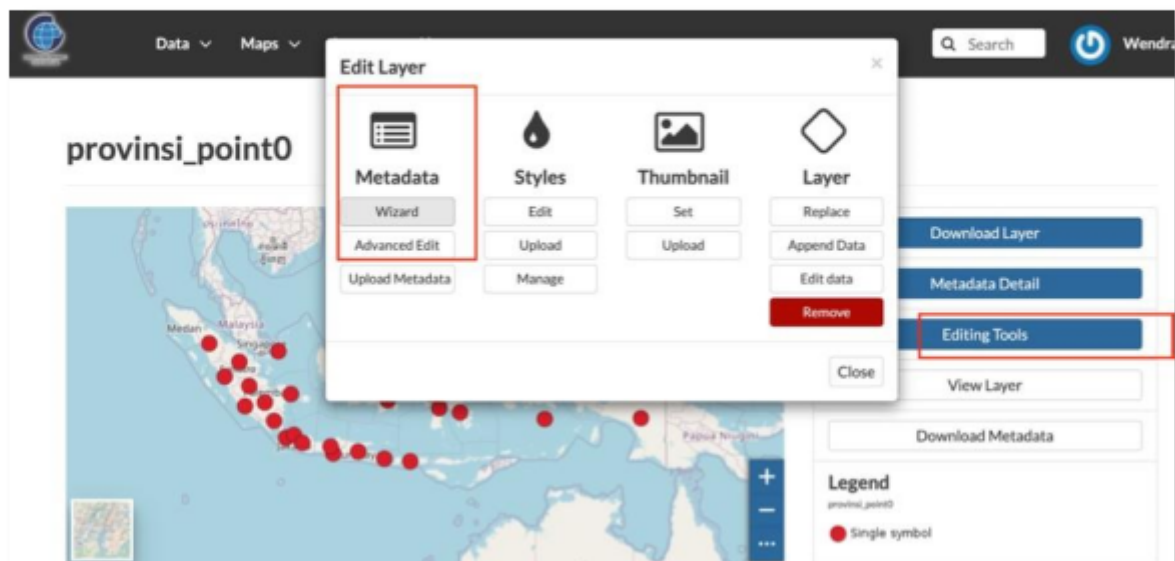 Data
Maps
Search
Wendra
Edit Layer
×
provinsi_point0
Metadata
Wizard
Advanced Edit
Upload Metadata
Styles
Edit
Upload
Manage
Thumbnail
Set
Upload
Layer
Replace
Append Data
Edit data
Remove
Close
Download Layer
Metadata Detail
Editing Tools
View Layer
Download Metadata
Legend
provinsi_point0
Single symbol
Medan
Malaysia
+
−
...